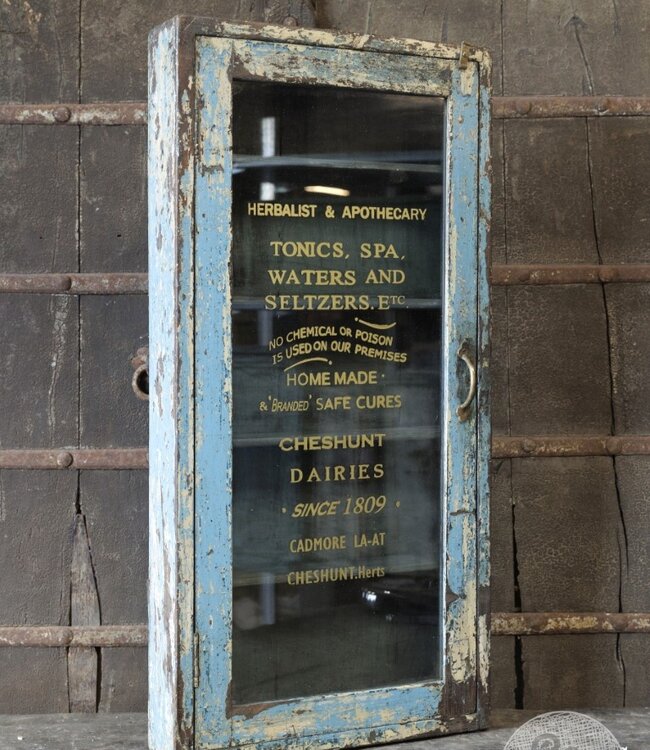 HERBALIST & APOTHECARY
TONICS, SPA,
WATERS AND
SELTZERS.ETC.
NO CHEMICAL OR POISON
IS USED ON OUR PREMISES
HOME MADE
& 'BRANDED' SAFE CURES
CHESHUNT
DAIRIES
· SINCE 1809 ·
CADMORE LA-AT
CHESHUNT.Herts